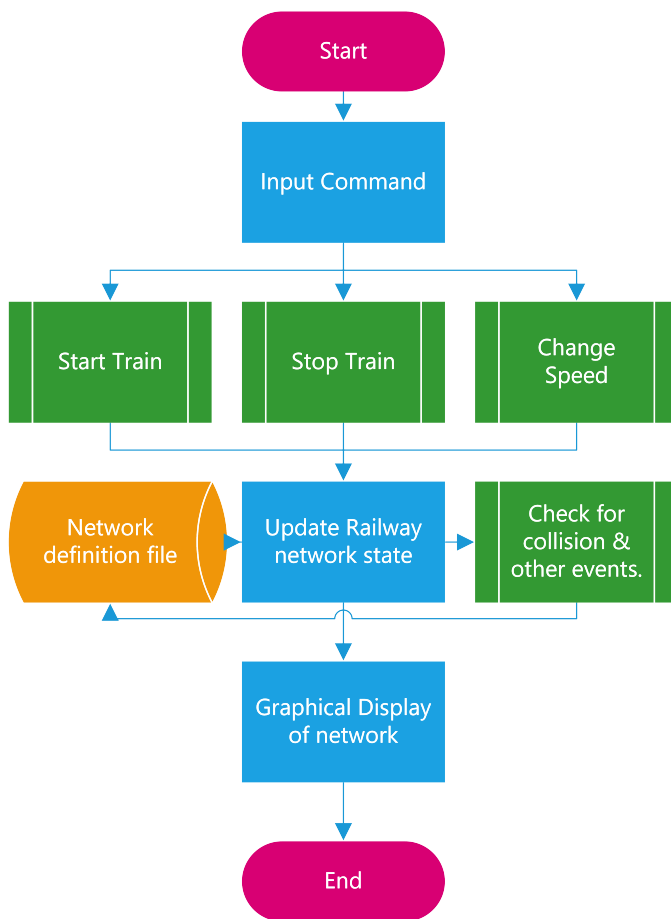 Start
Input Command
Start Train
Stop Train
Change
Speed
Network
definition file
Update Railway
network state
Check for
collision &
other events.
Graphical Display
of network
End